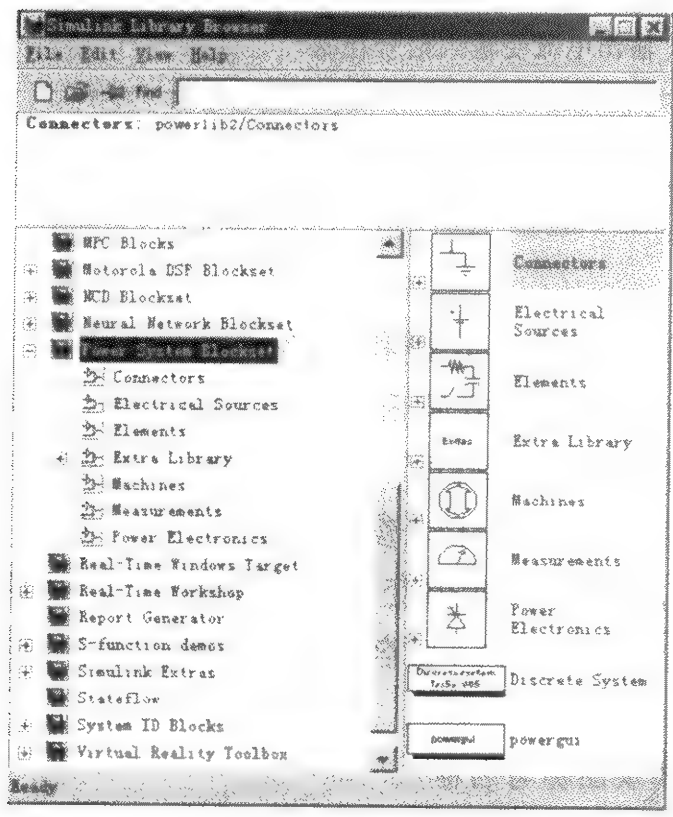 Simulink Library Browser
File Edit View Help
find
Connectors: powerlib2/Connectors
MPC Blocks
Motorola DSP Blockset
NCD Blockset
Neural Network Blockset
Power System Blockset
Connectors
Electrical Sources
Elements
Extra Library
Machines
Measurements
Power Electronics
Real-Time Windows Target
Real-Time Workshop
Report Generator
S-function demos
Simulink Extras
Stateflow
System ID Blocks
Virtual Reality Toolbox
Connectors
Electrical
Sources
Elements
Extras
Extra Library
Machines
Measurements
Power
Electronics
Discrete System
powergui
powergui
Ready